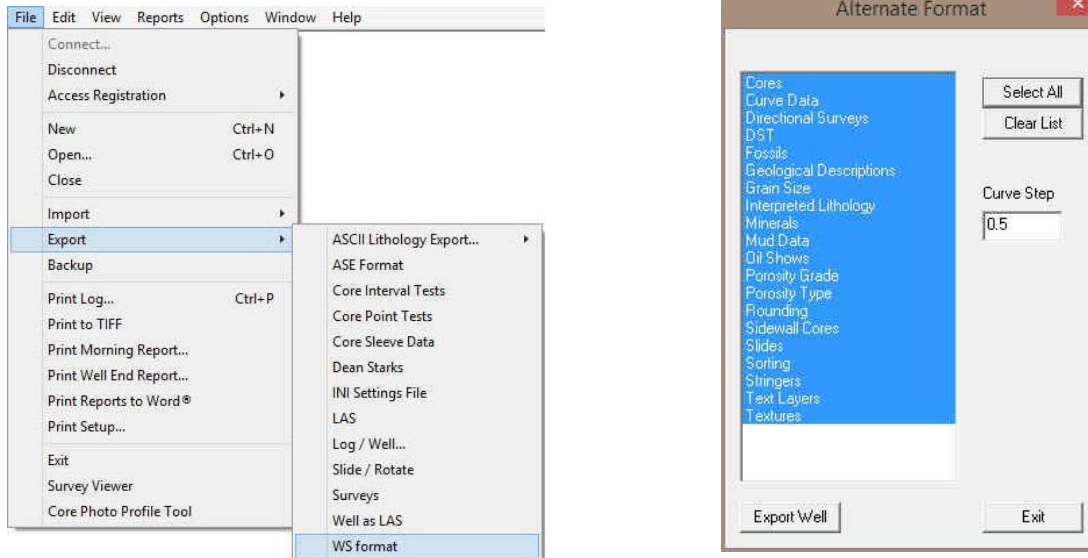 File Edit View Reports Options Window Help
Connect...
Disconnect
Access Registration
New Ctrl+N
Open... Ctrl+O
Close
Import
Export
Backup
Print Log... Ctrl+P
Print to TIFF
Print Morning Report...
Print Well End Report...
Print Reports to Word®
Print Setup...
Exit
Survey Viewer
Core Photo Profile Tool
ASCII Lithology Export...
ASE Format
Core Interval Tests
Core Point Tests
Core Sleeve Data
Dean Starks
INI Settings File
LAS
Log / Well...
Slide / Rotate
Surveys
Well as LAS
WS format
Alternate Format
Cores
Curve Data
Directional Surveys
DST
Fossils
Geological Descriptions
Grain Size
Interpreted Lithology
Minerals
Mud Data
Oil Shows
Porosity Grade
Porosity Type
Rounding
Sidewall Cores
Slides
Sorting
Stringers
Text Layers
Textures
Select All
Clear List
Curve Step
0.5
Export Well
Exit